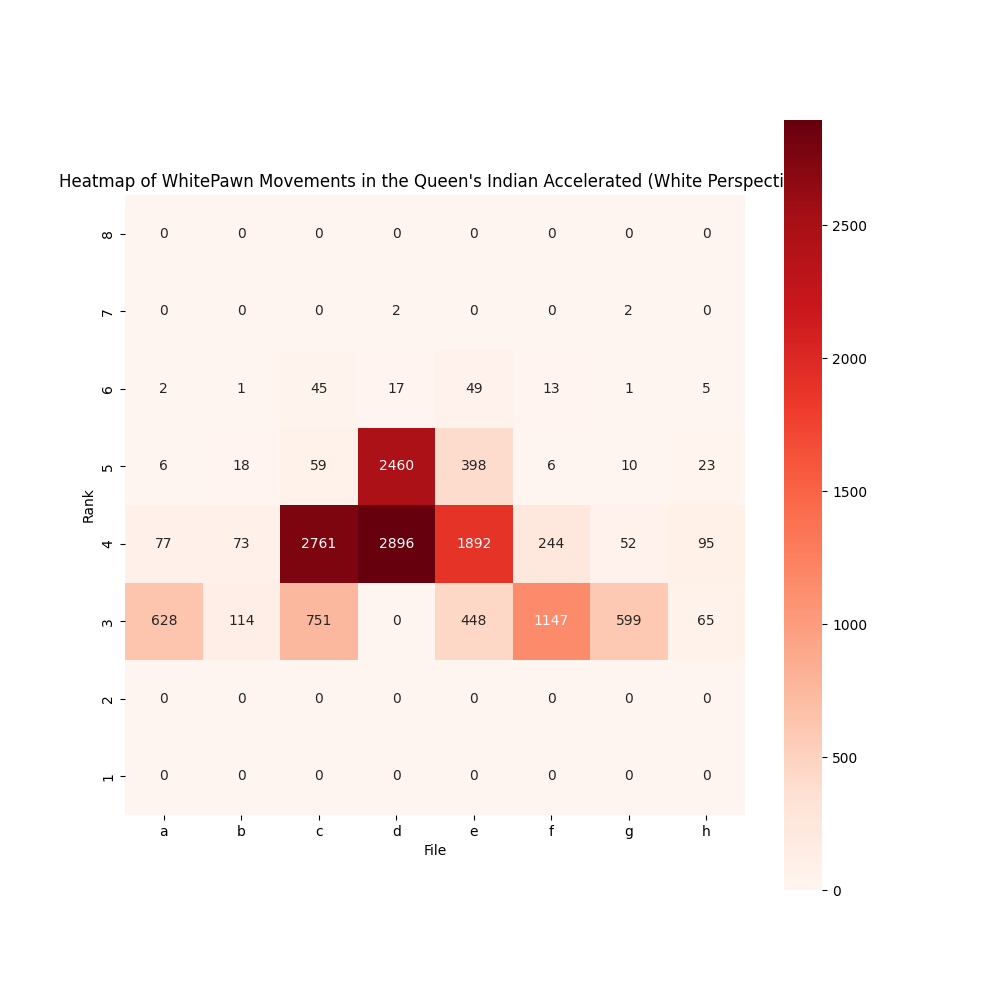 Heatmap of WhitePawn Movements in the Queen's Indian Accelerated (White Perspecti
8 0 0 0 0 0 0 0 0
7 0 0 0 2 0 0 2 0
6 2 1 45 17 49 13 1 5
5 6 18 59 2460 398 6 10 23
4 77 73 2761 2896 1892 244 52 95
3 628 114 751 0 448 1147 599 65
2 0 0 0 0 0 0 0 0
1 0 0 0 0 0 0 0 0
a b c d e f g h
File
Rank
2500
2000
1500
1000
500
0